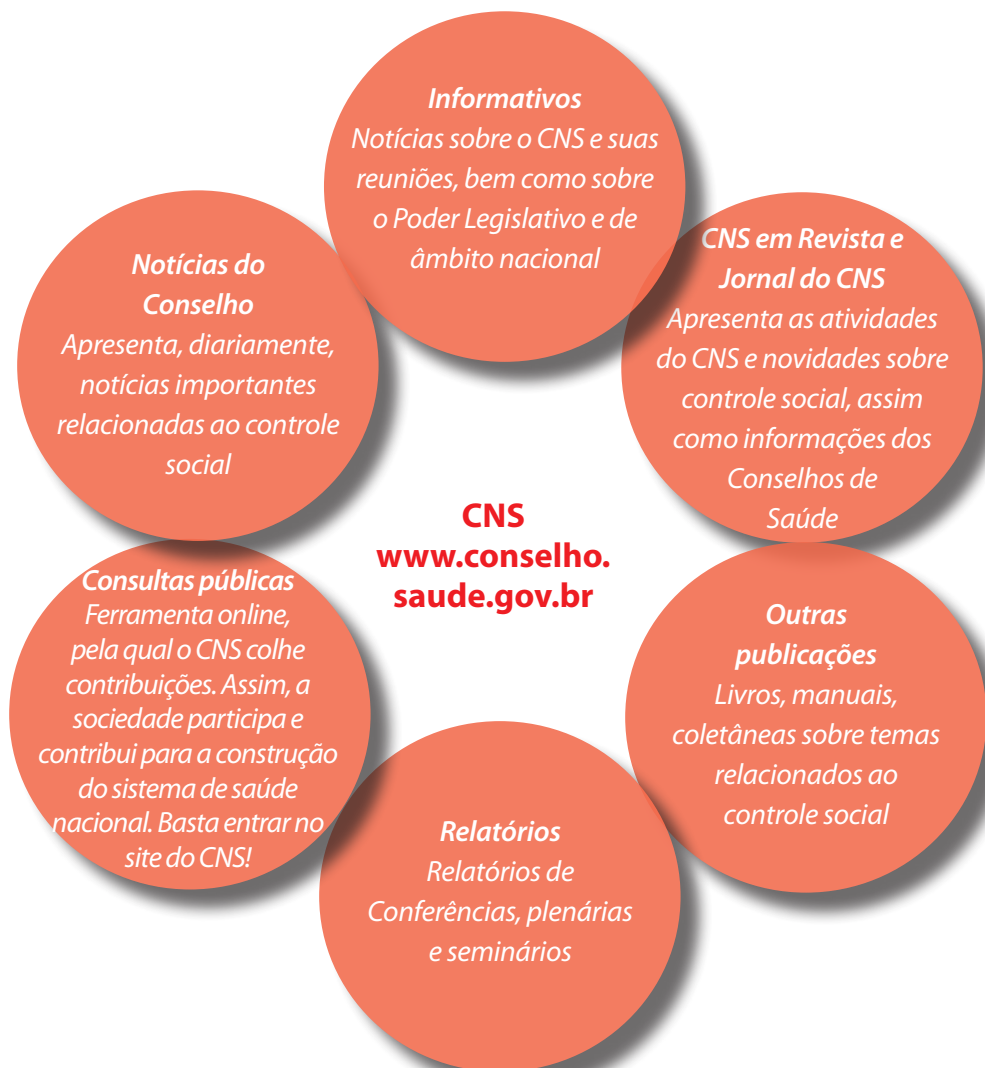 Informativos
Notícias sobre o CNS e suas
reuniões, bem como sobre
o Poder Legislativo e de
âmbito nacional
CNS em Revista e
Jornal do CNS
Apresenta as atividades
do CNS e novidades sobre
controle social, assim
como informações dos
Conselhos de
Saúde
Notícias do
Conselho
Apresenta, diariamente,
notícias importantes
relacionadas ao controle
social
CNS
www.conselho.
saude.gov.br
Consultas públicas
Ferramenta online,
pela qual o CNS colhe
contribuições. Assim, a
sociedade participa e
contribui para a construção
do sistema de saúde
nacional. Basta entrar no
site do CNS!
Outras
publicações
Livros, manuais,
coletâneas sobre temas
relacionados ao
controle social
Relatórios
Relatórios de
Conferências, plenárias
e seminários